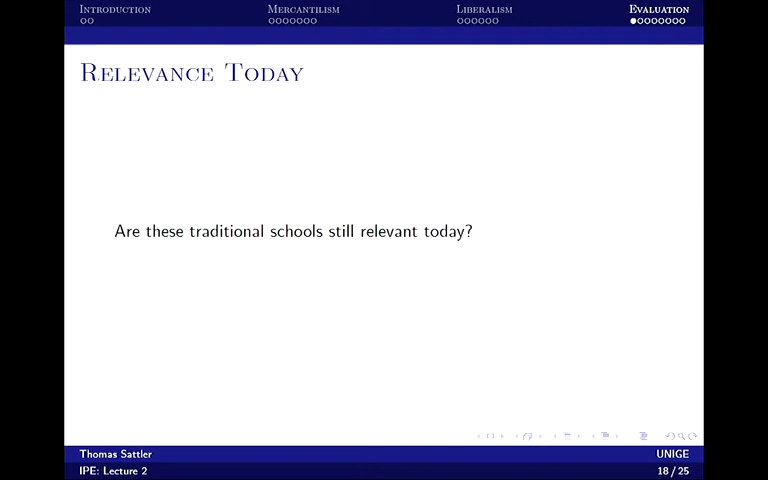 Introduction Mercantilism Liberalism Evaluation
Relevance Today
Are these traditional schools still relevant today?
Thomas Sattler UNIGE
IPE: Lecture 2 18 / 25